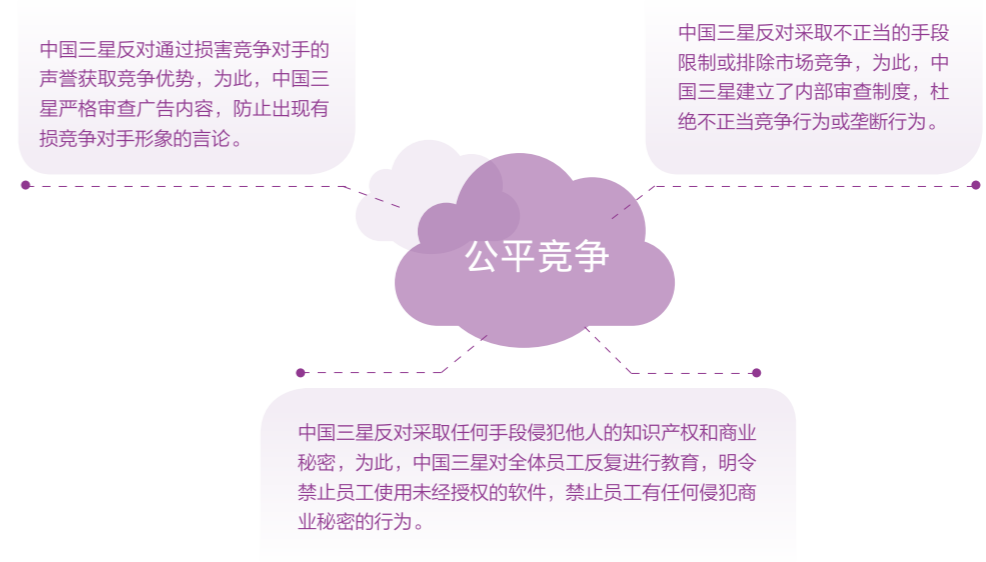 中国三星反对通过损害竞争对手的
声誉获取竞争优势，为此，中国三
星严格审查广告内容，防止出现有
损竞争对手形象的言论。
中国三星反对采取不正当的手段
限制或排除市场竞争，为此，中
国三星建立了内部审查制度，杜
绝不正当竞争行为或垄断行为。
公平竞争
中国三星反对采取任何手段侵犯他人的知识产权和商业
秘密，为此，中国三星对全体员工反复进行教育，明令
禁止员工使用未经授权的软件，禁止员工有任何侵犯商
业秘密的行为。